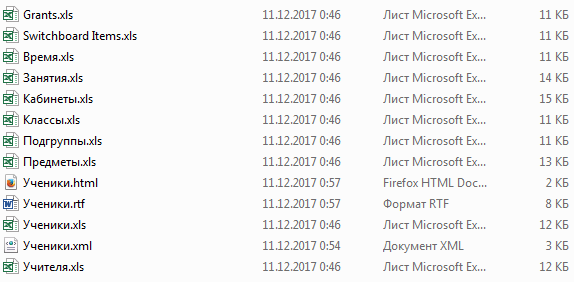 Grants.xls 11.12.2017 0:46 Лист Microsoft Ex... 11 КБ
Switchboard Items.xls 11.12.2017 0:46 Лист Microsoft Ex... 11 КБ
Время.xls 11.12.2017 0:46 Лист Microsoft Ex... 11 КБ
Занятия.xls 11.12.2017 0:46 Лист Microsoft Ex... 14 КБ
Кабинеты.xls 11.12.2017 0:46 Лист Microsoft Ex... 15 КБ
Классы.xls 11.12.2017 0:46 Лист Microsoft Ex... 11 КБ
Подгруппы.xls 11.12.2017 0:46 Лист Microsoft Ex... 11 КБ
Предметы.xls 11.12.2017 0:46 Лист Microsoft Ex... 13 КБ
Ученики.html 11.12.2017 0:57 Firefox HTML Doc... 2 КБ
Ученики.rtf 11.12.2017 0:57 Формат RTF 8 КБ
Ученики.xls 11.12.2017 0:46 Лист Microsoft Ex... 12 КБ
Ученики.xml 11.12.2017 0:54 Документ XML 3 КБ
Учителя.xls 11.12.2017 0:46 Лист Microsoft Ex... 12 КБ